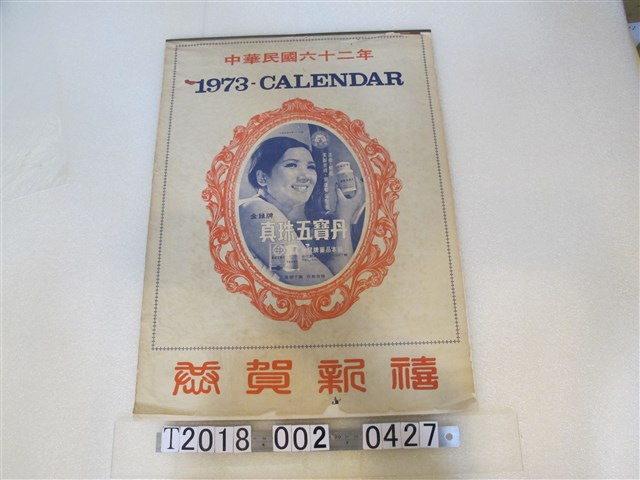 中華民國六十二年
1973-CALENDAR
金線牌
真珠五寶丹
恭賀新禧
T2018 002 0427